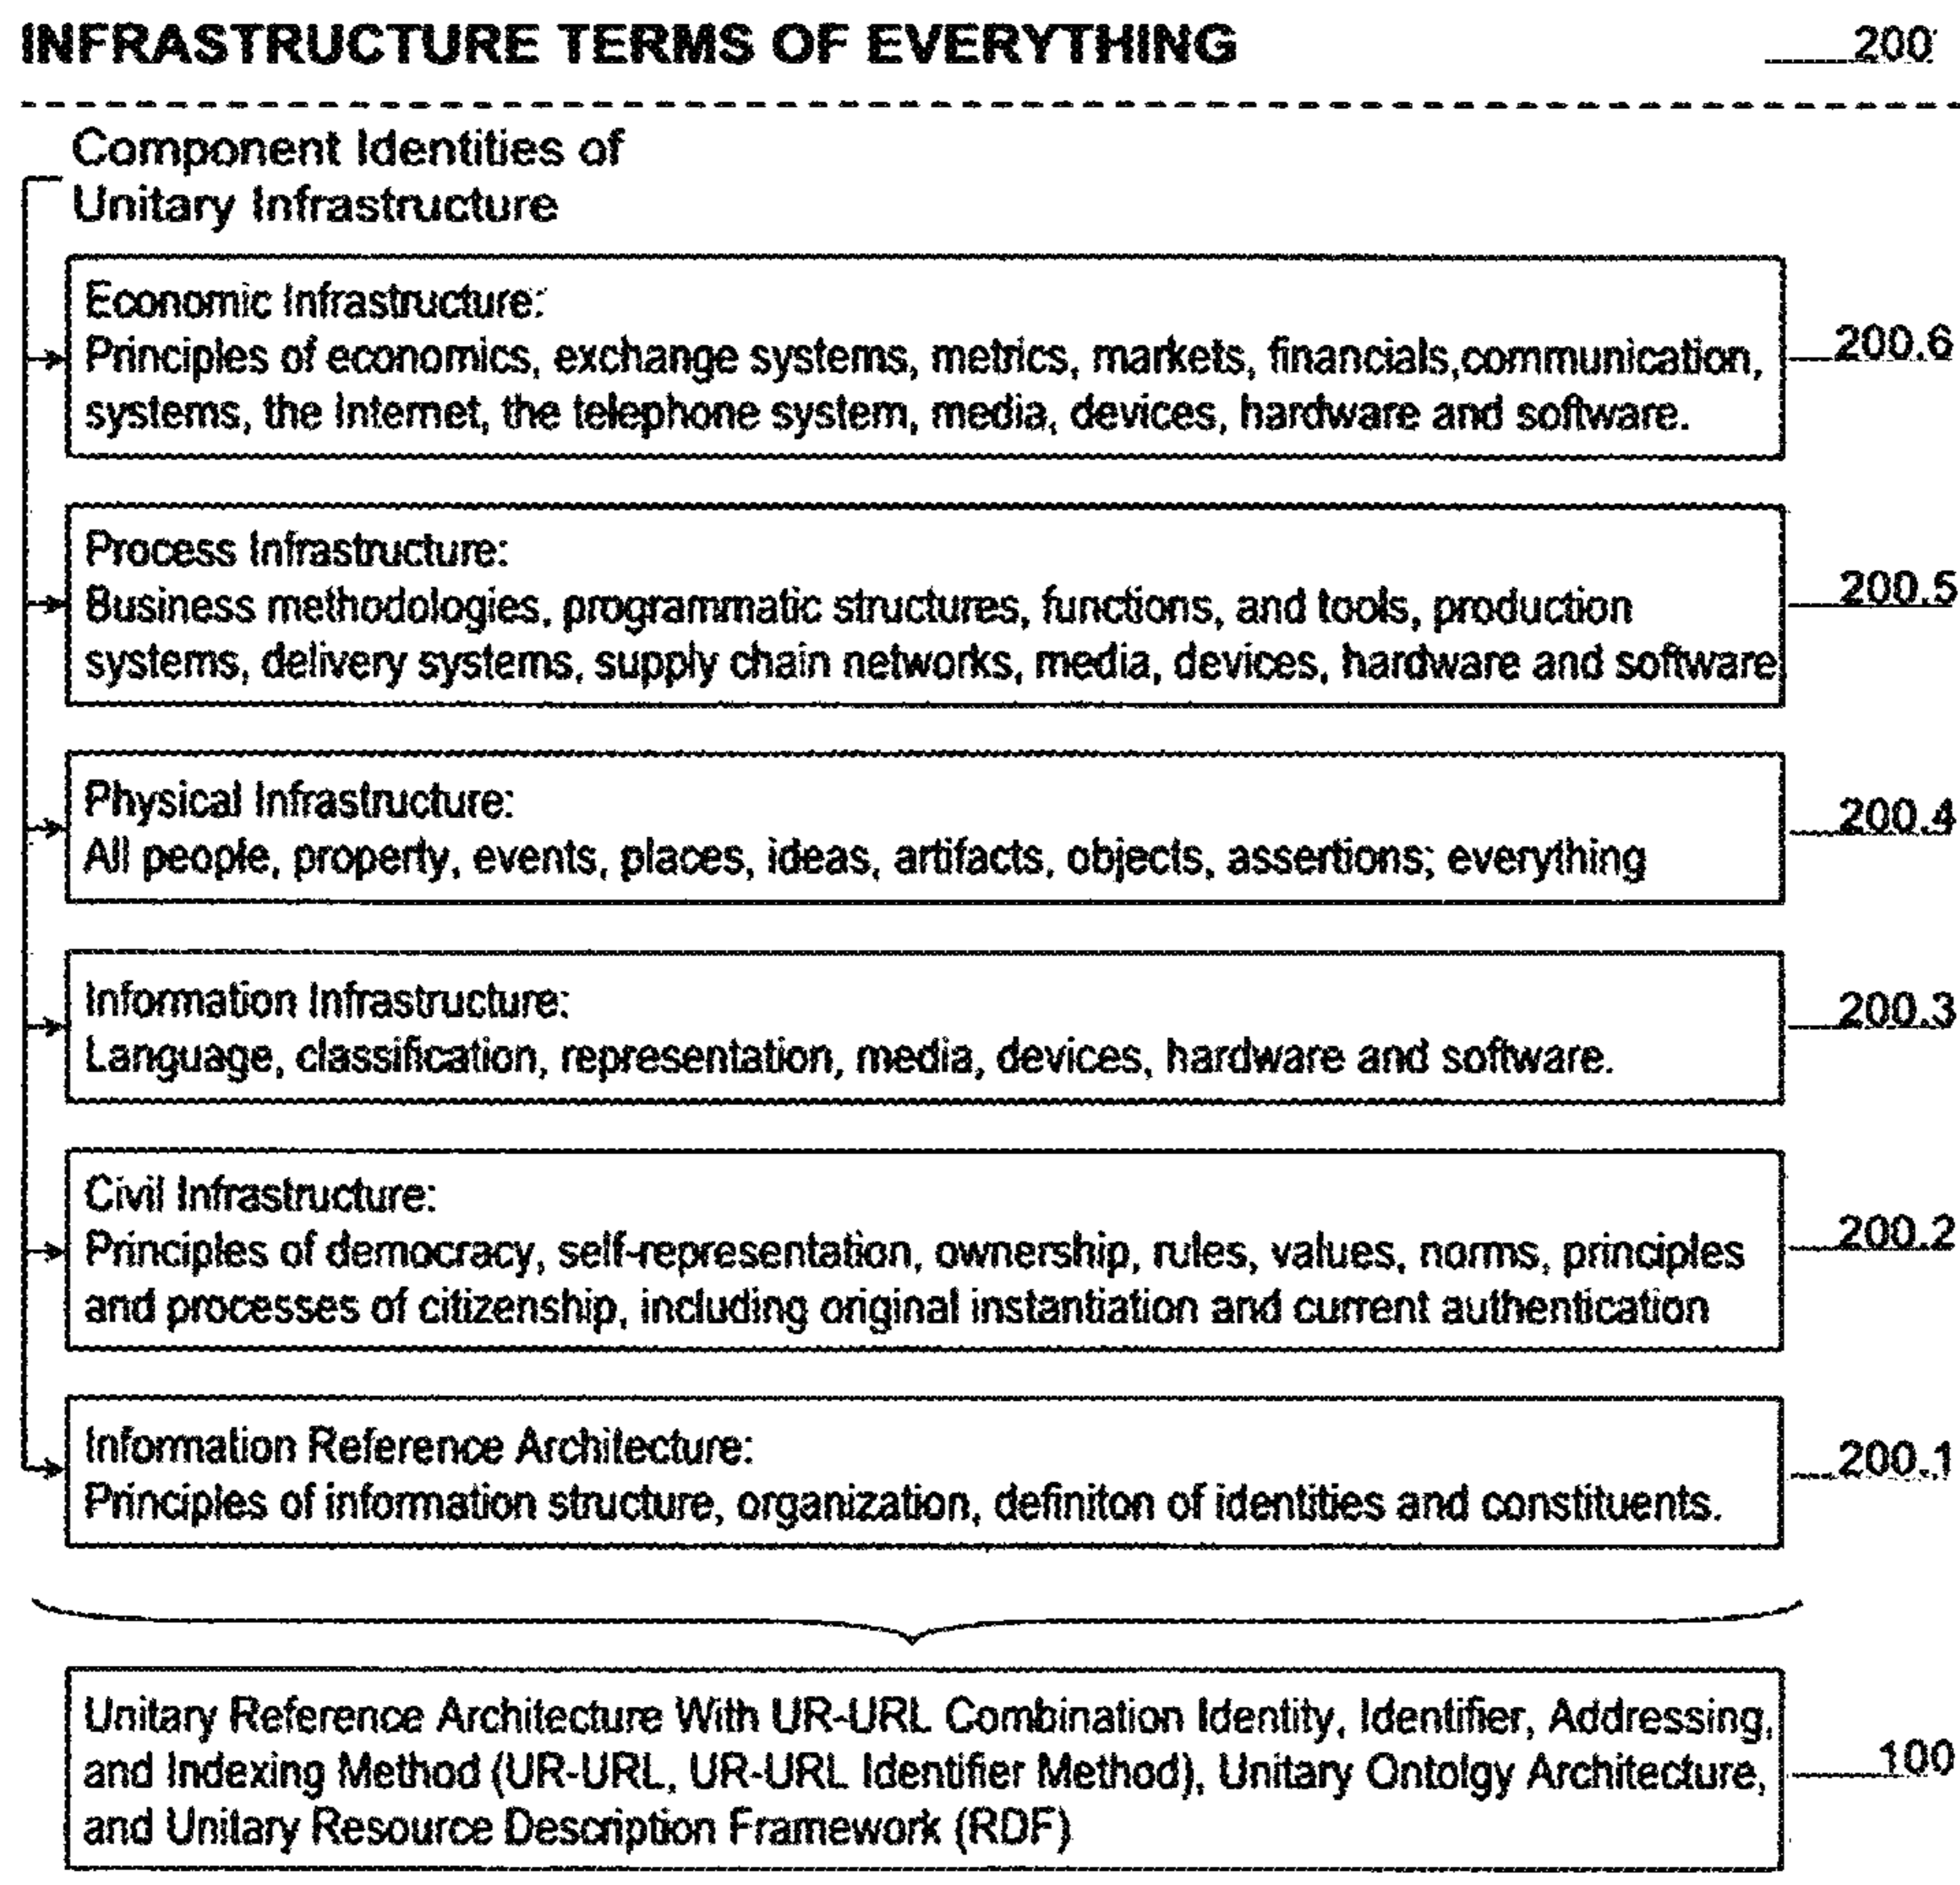 INFRASTRUCTURE TERMS OF EVERYTHING 200
Component Identities of
Unitary Infrastructure
Economic Infrastructure:
Principles of economics, exchange systems, metrics, markets, financials,communication,
systems, the Internet, the telephone system, media, devices, hardware and software.
200.6
Process Infrastructure:
Business methodologies, programmatic structures, functions, and tools, production
systems, delivery systems, supply chain networks, media, devices, hardware and software
200.5
Physical Infrastructure:
All people, property, events, places, ideas, artifacts, objects, assertions; everything
200.4
Information Infrastructure:
Language, classification, representation, media, devices, hardware and software.
200.3
Civil Infrastructure:
Principles of democracy, self-representation, ownership, rules, values, norms, principles
and processes of citizenship, including original instantiation and current authentication
200.2
Information Reference Architecture:
Principles of information structure, organization, definiton of identities and constituents.
200.1
Unitary Reference Architecture With UR-URL Combination Identity, Identifier, Addressing,
and Indexing Method (UR-URL, UR-URL Identifier Method), Unitary Ontolgy Architecture,
and Unitary Resource Description Framework (RDF)
100